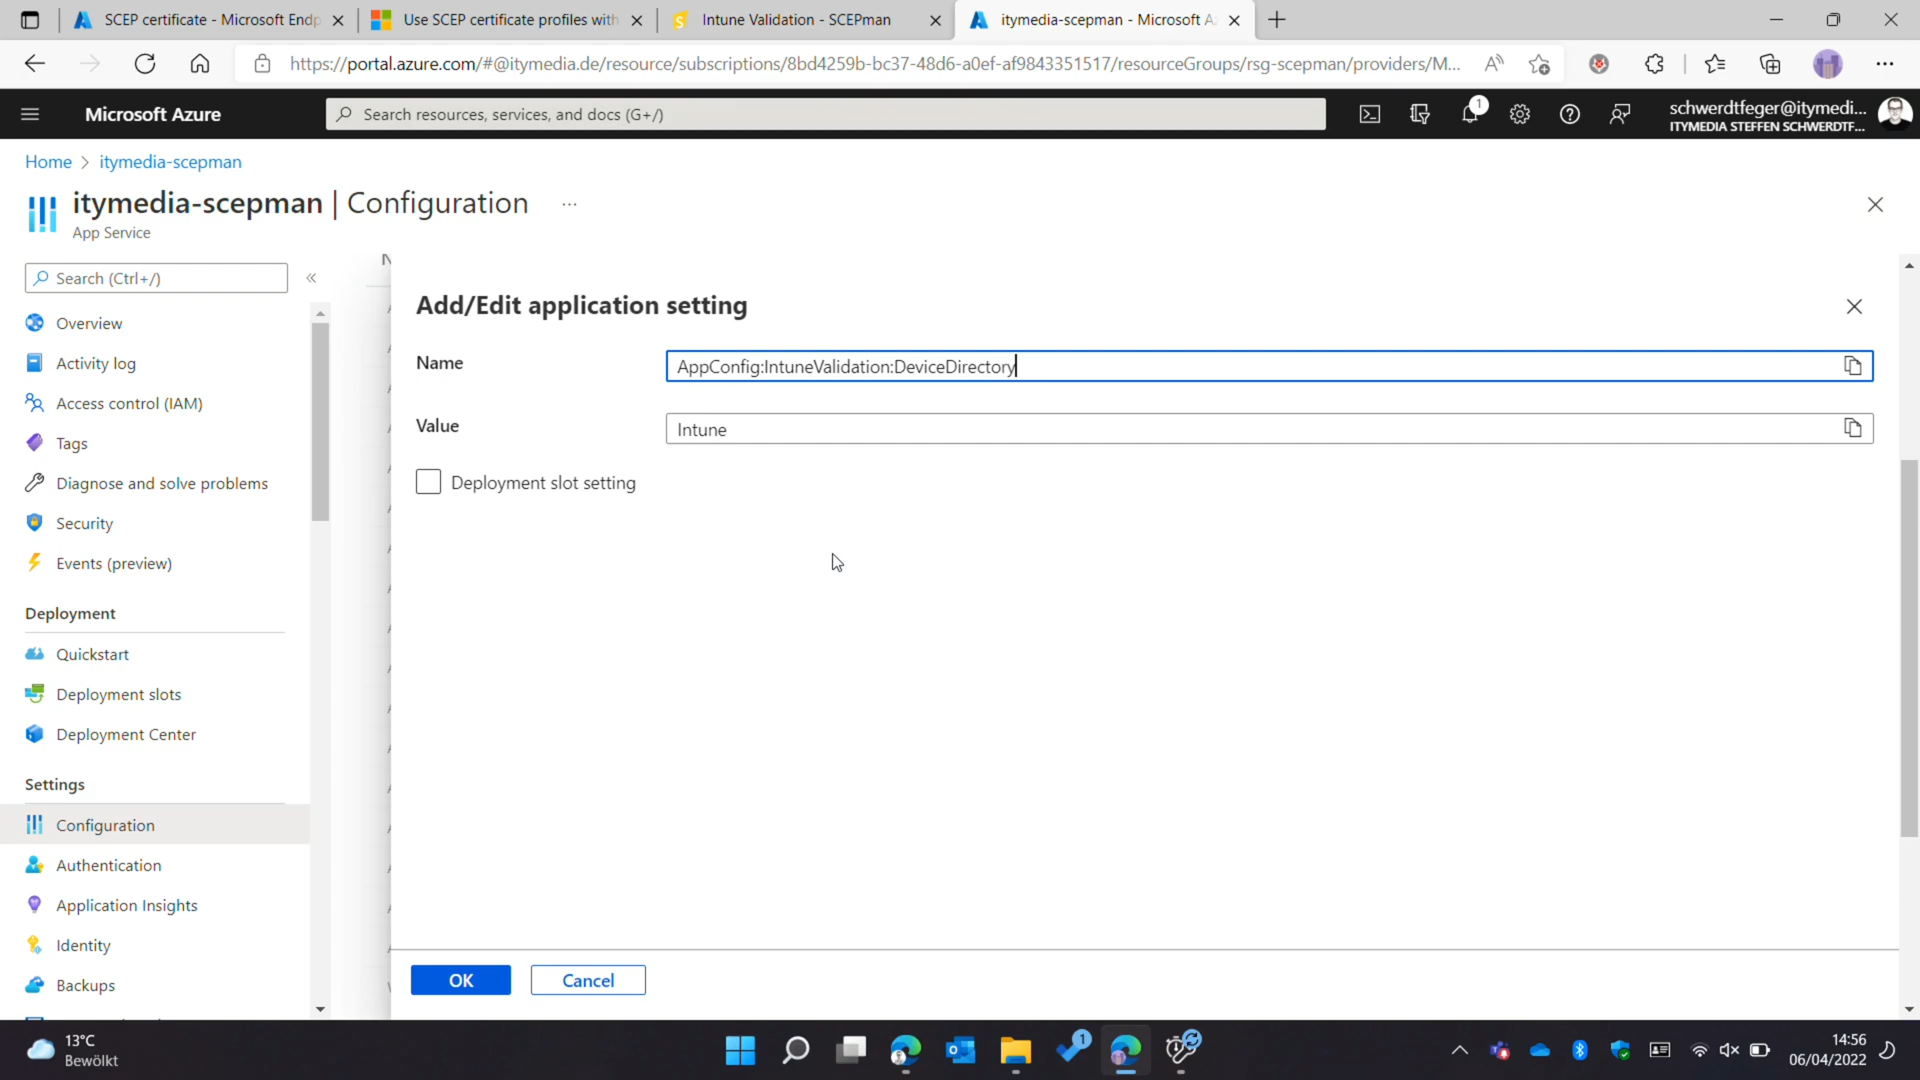 SCEP certificate - Microsoft Endp
Use SCEP certificate profiles with
Intune Validation - SCEPman
itymedia-scepman - Microsoft A
https://portal.azure.com/#@itymedia.de/resource/subscriptions/8bd4259b-bc37-48d6-a0ef-af9843351517/resourceGroups/rsg-scepman/providers/M...
Microsoft Azure
Search resources, services, and docs (G+/)
1
schwerdtfeger@itymedi...
ITYMEDIA STEFFEN SCHWERDTF...
Home > itymedia-scepman
itymedia-scepman | Configuration ...
App Service
Search (Ctrl+/)
«
Overview
Activity log
Access control (IAM)
Tags
Diagnose and solve problems
Security
Events (preview)
Deployment
Quickstart
Deployment slots
Deployment Center
Settings
Configuration
Authentication
Application Insights
Identity
Backups
Add/Edit application setting
Name
AppConfig:IntuneValidation:DeviceDirectory
Value
Intune
Deployment slot setting
OK
Cancel
13°C
Bewölkt
1
14:56
06/04/2022